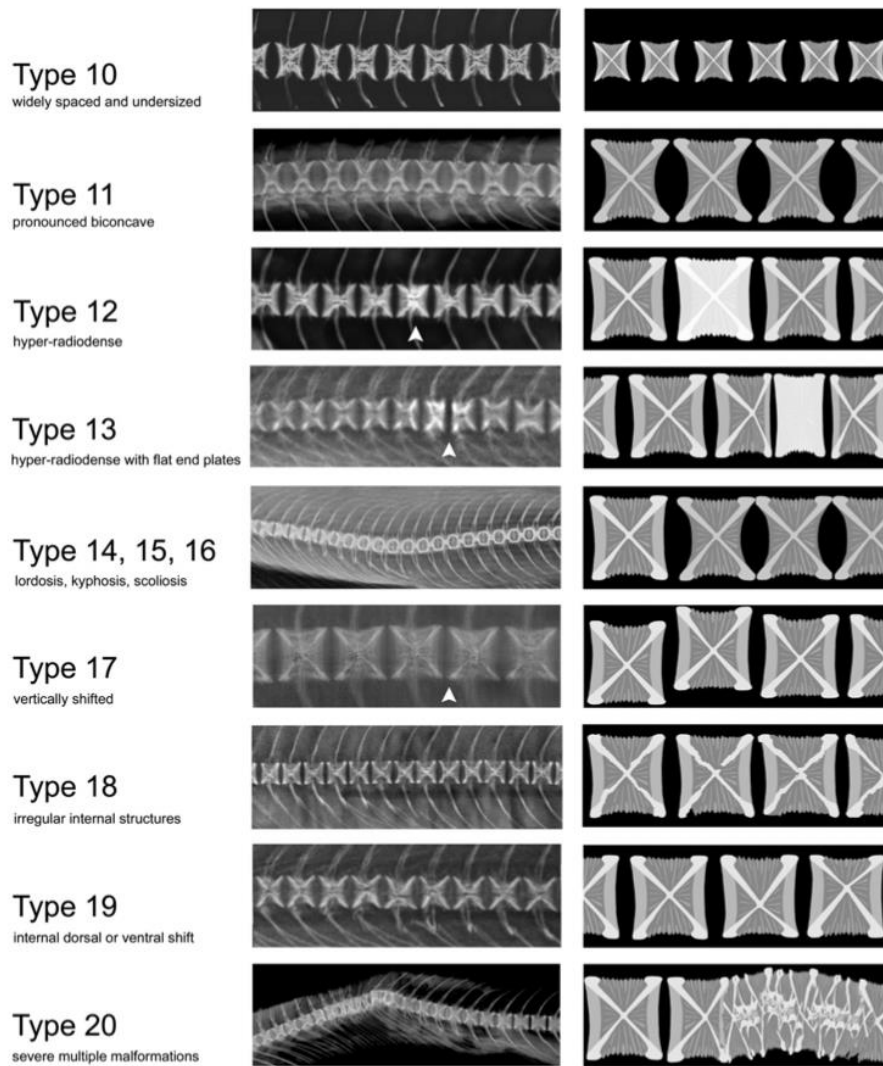 Type 10
widely spaced and undersized
Type 11
pronounced biconcave
Type 12
hyper-radiodense
Type 13
hyper-radiodense with flat end plates
Type 14, 15, 16
lordosis, kyphosis, scoliosis
Type 17
vertically shifted
Type 18
irregular internal structures
Type 19
internal dorsal or ventral shift
Type 20
severe multiple malformations